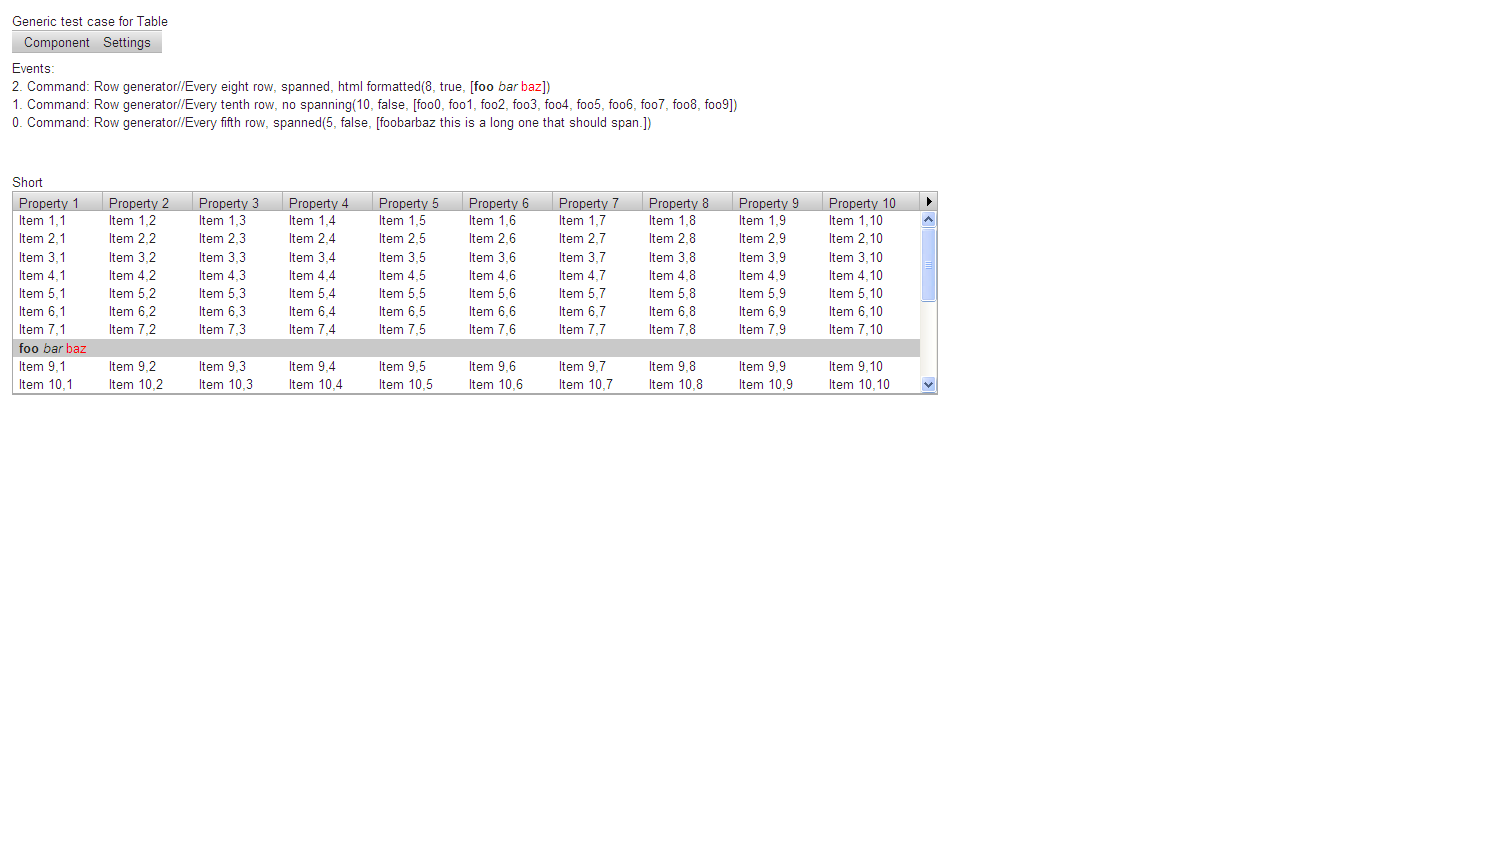 Generic test case for Table
Component Settings
Events:
2. Command: Row generator//Every eight row, spanned, html formatted(8, true, [foo bar baz])
1. Command: Row generator//Every tenth row, no spanning(10, false, [foo0, foo1, foo2, foo3, foo4, foo5, foo6, foo7, foo8, foo9])
0. Command: Row generator//Every fifth row, spanned(5, false, [foobarbaz this is a long one that should span.])
Short
Property 1 Property 2 Property 3 Property 4 Property 5 Property 6 Property 7 Property 8 Property 9 Property 10
Item 1,1 Item 1,2 Item 1,3 Item 1,4 Item 1,5 Item 1,6 Item 1,7 Item 1,8 Item 1,9 Item 1,10
Item 2,1 Item 2,2 Item 2,3 Item 2,4 Item 2,5 Item 2,6 Item 2,7 Item 2,8 Item 2,9 Item 2,10
Item 3,1 Item 3,2 Item 3,3 Item 3,4 Item 3,5 Item 3,6 Item 3,7 Item 3,8 Item 3,9 Item 3,10
Item 4,1 Item 4,2 Item 4,3 Item 4,4 Item 4,5 Item 4,6 Item 4,7 Item 4,8 Item 4,9 Item 4,10
Item 5,1 Item 5,2 Item 5,3 Item 5,4 Item 5,5 Item 5,6 Item 5,7 Item 5,8 Item 5,9 Item 5,10
Item 6,1 Item 6,2 Item 6,3 Item 6,4 Item 6,5 Item 6,6 Item 6,7 Item 6,8 Item 6,9 Item 6,10
Item 7,1 Item 7,2 Item 7,3 Item 7,4 Item 7,5 Item 7,6 Item 7,7 Item 7,8 Item 7,9 Item 7,10
foo bar baz
Item 9,1 Item 9,2 Item 9,3 Item 9,4 Item 9,5 Item 9,6 Item 9,7 Item 9,8 Item 9,9 Item 9,10
Item 10,1 Item 10,2 Item 10,3 Item 10,4 Item 10,5 Item 10,6 Item 10,7 Item 10,8 Item 10,9 Item 10,10